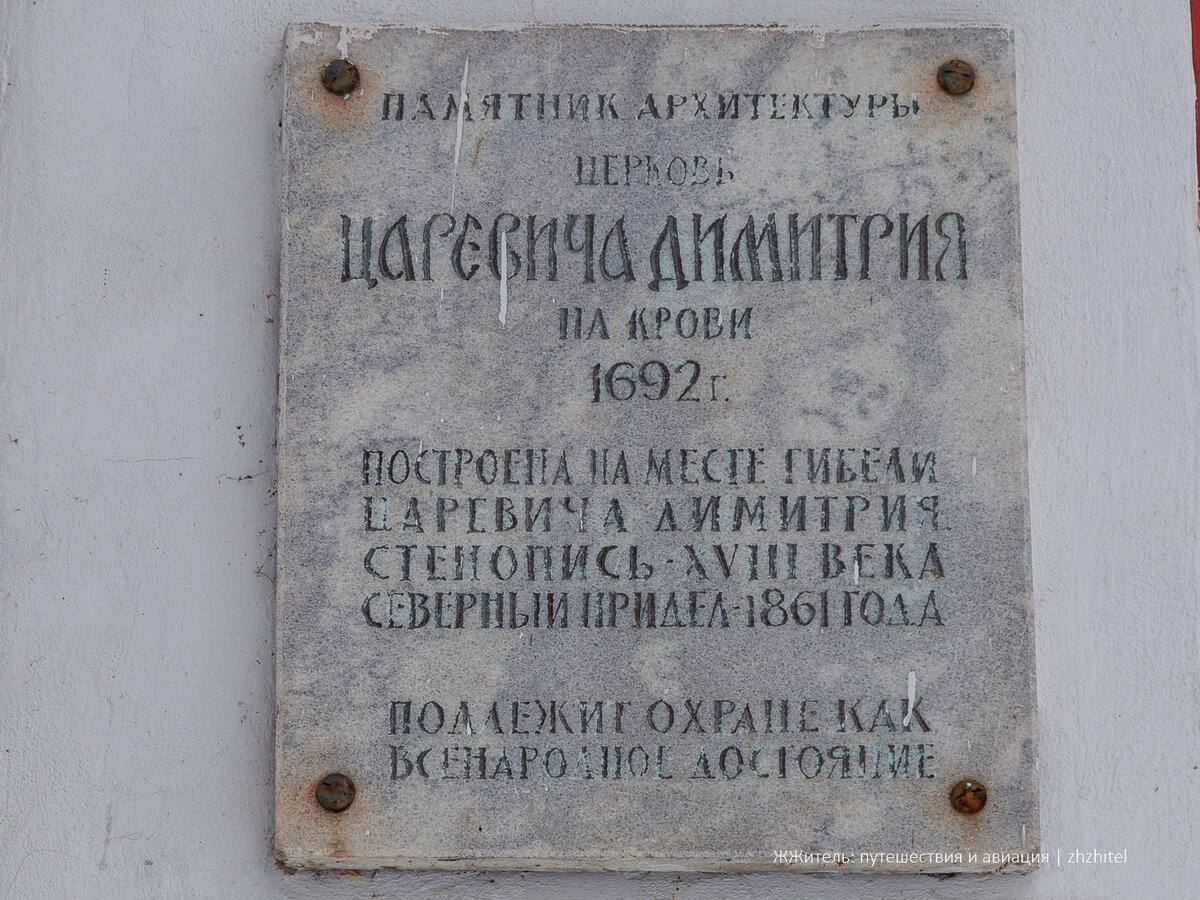 ПАМЯТНИК АРХИТЕКТУРЫ
ЦЕРКОВЬ
ЦАРЕВИЧА ДИМИТРИЯ
НА КРОВИ
1692 г.
ПОСТРОЕНА НА МЕСТЕ ГИБЕЛИ
ЦАРЕВИЧА ДИМИТРИЯ.
СТЕНОПИСЬ - XVIII ВЕКА
СЕВЕРНЫЙ ПРИДЕЛ - 1861 ГОДА
ПОДЛЕЖИТ ОХРАНЕ КАК
ВСЕНАРОДНОЕ ДОСТОЯНИЕ
ЖЖитель: путешествия и авиация | zhzhitel